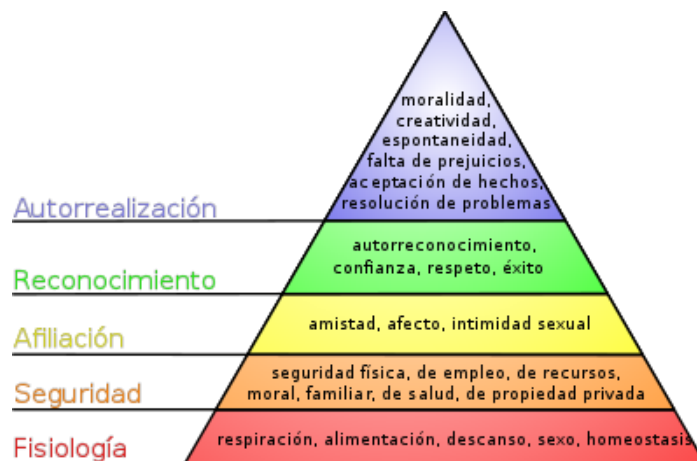 moralidad,
creatividad,
espontaneidad,
falta de prejuicios,
aceptación de hechos,
resolución de problemas
Autorrealización
autorreconocimiento,
confianza, respeto, éxito
Reconocimiento
amistad, afecto, intimidad sexual
Afiliación
seguridad física, de empleo, de recursos,
moral, familiar, de salud, de propiedad privada
Seguridad
respiración, alimentación, descanso, sexo, homeostasis
Fisiología